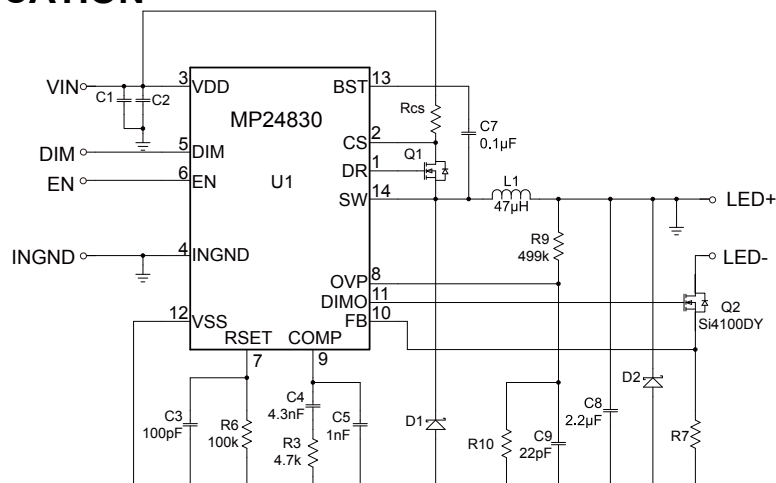 VIN
C1
C2
3
VDD
BST
13
MP24830
Rcs
C7
0.1µF
DIM
5
DIM
CS
2
Q1
EN
6
EN
U1
DR
1
SW
14
L1
47µH
LED+
R9
499k
INGND
4
INGND
LED-
OVP
8
DIMO
11
Q2
Si4100DY
12
VSS
FB
10
RSET
COMP
7
9
C3
100pF
R6
100k
C4
4.3nF
R3
4.7k
C5
1nF
D1
R10
C9
22pF
C8
2.2µF
D2
R7